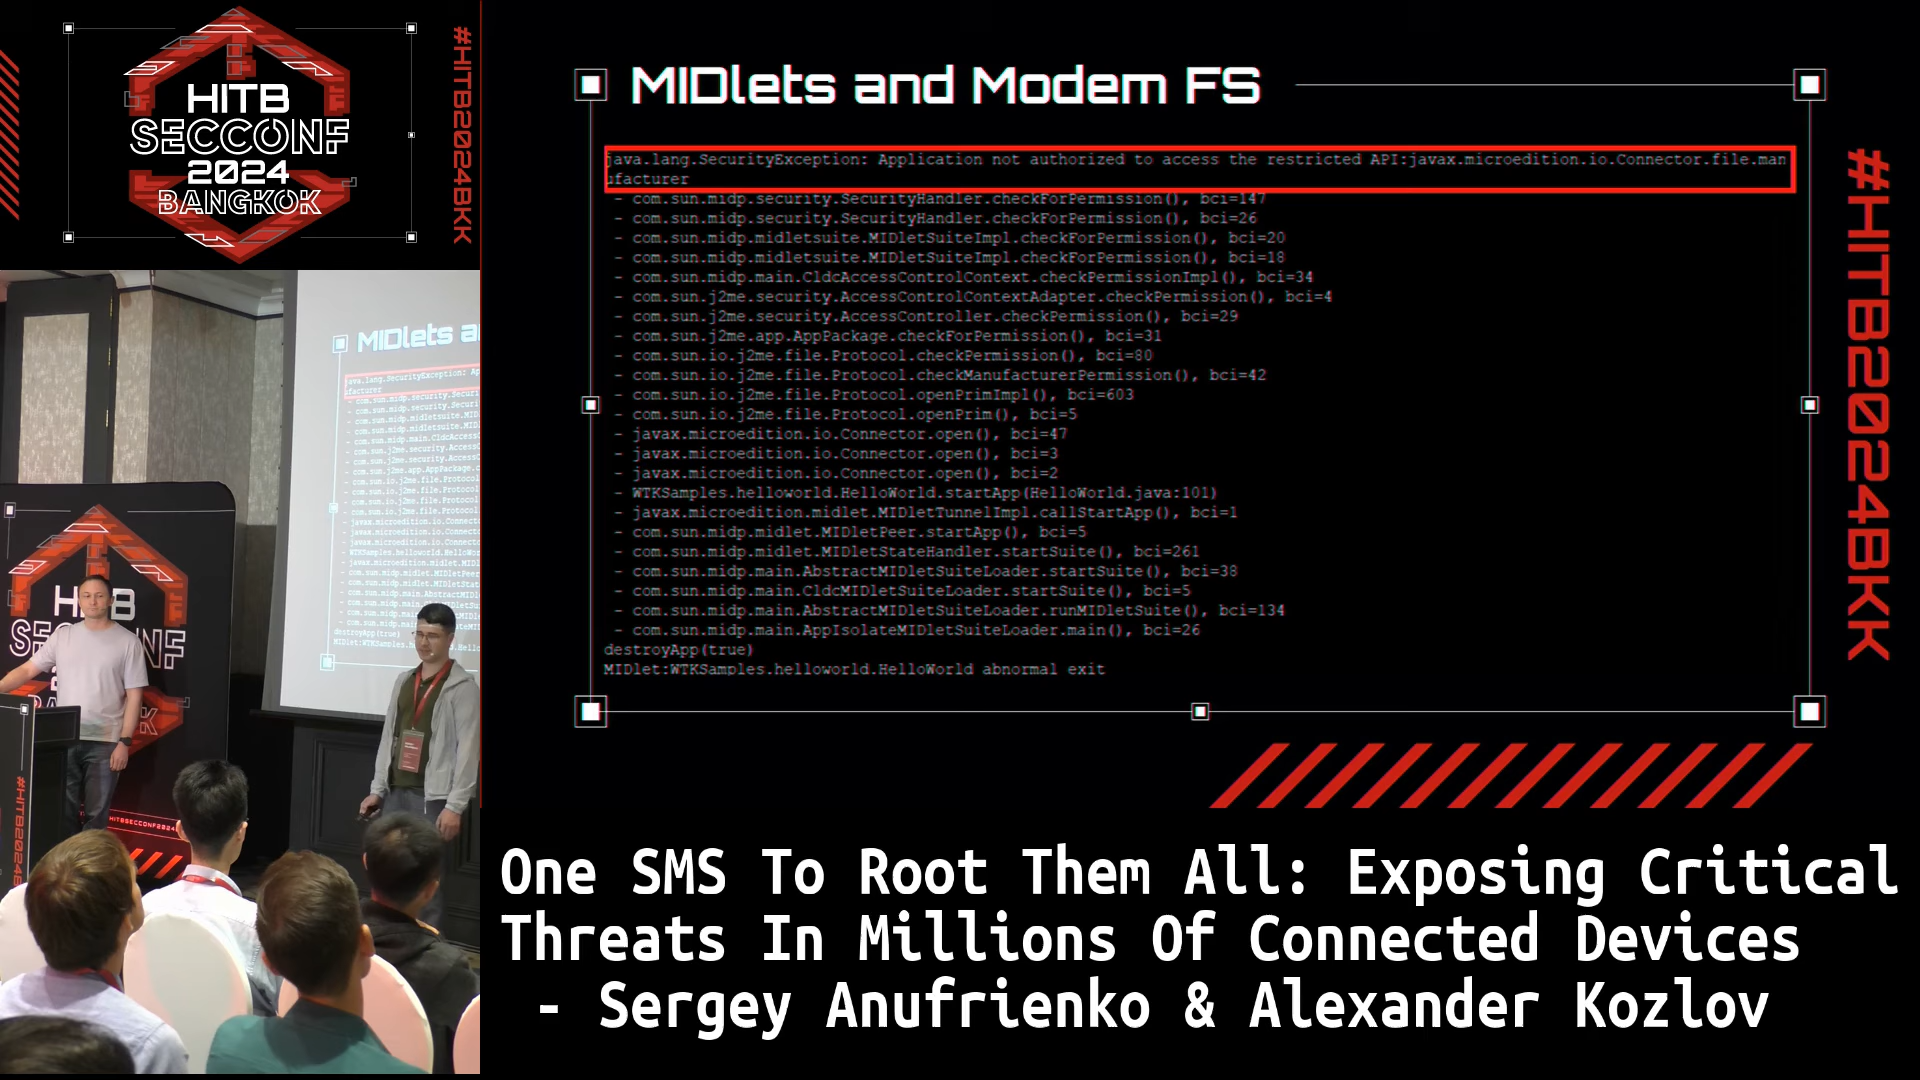 HITB
SECCONF
2024
BANGKOK
#HITB2024BKK
MIDlets and Modem FS
java.lang.SecurityException: Application not authorized to access the restricted API:javax.microedition.io.Connector.file.man
ufacturer
- com.sun.midp.security.SecurityHandler.checkForPermission(), bci=147
- com.sun.midp.security.SecurityHandler.checkForPermission(), bci=26
- com.sun.midp.midletsuite.MIDletSuiteImpl.checkForPermission(), bci=20
- com.sun.midp.midletsuite.MIDletSuiteImpl.checkForPermission(), bci=18
- com.sun.midp.main.CldcAccessControlContext.checkPermissionImpl(), bci=34
- com.sun.j2me.security.AccessControlContextAdapter.checkPermission(), bci=4
- com.sun.j2me.security.AccessController.checkPermission(), bci=29
- com.sun.j2me.app.AppPackage.checkForPermission(), bci=31
- com.sun.io.j2me.file.Protocol.checkPermission(), bci=80
- com.sun.io.j2me.file.Protocol.checkManufacturerPermission(), bci=42
- com.sun.io.j2me.file.Protocol.openPrimImpl(), bci=603
- com.sun.io.j2me.file.Protocol.openPrim(), bci=5
- javax.microedition.io.Connector.open(), bci=47
- javax.microedition.io.Connector.open(), bci=3
- javax.microedition.io.Connector.open(), bci=2
- WTKSamples.helloworld.HelloWorld.startApp(HelloWorld.java:101)
- javax.microedition.midlet.MIDletTunnelImpl.callStartApp(), bci=1
- com.sun.midp.midlet.MIDletPeer.startApp(), bci=5
- com.sun.midp.midlet.MIDletStateHandler.startSuite(), bci=261
- com.sun.midp.main.AbstractMIDletSuiteLoader.startSuite(), bci=38
- com.sun.midp.main.CldcMIDletSuiteLoader.startSuite(), bci=5
- com.sun.midp.main.AbstractMIDletSuiteLoader.runMIDletSuite(), bci=134
- com.sun.midp.main.AppIsolateMIDletSuiteLoader.main(), bci=26
destroyApp(true)
MIDlet:WTKSamples.helloworld.HelloWorld abnormal exit
#HITB2024BKK
One SMS To Root Them All: Exposing Critical
Threats In Millions Of Connected Devices
- Sergey Anufrienko & Alexander Kozlov